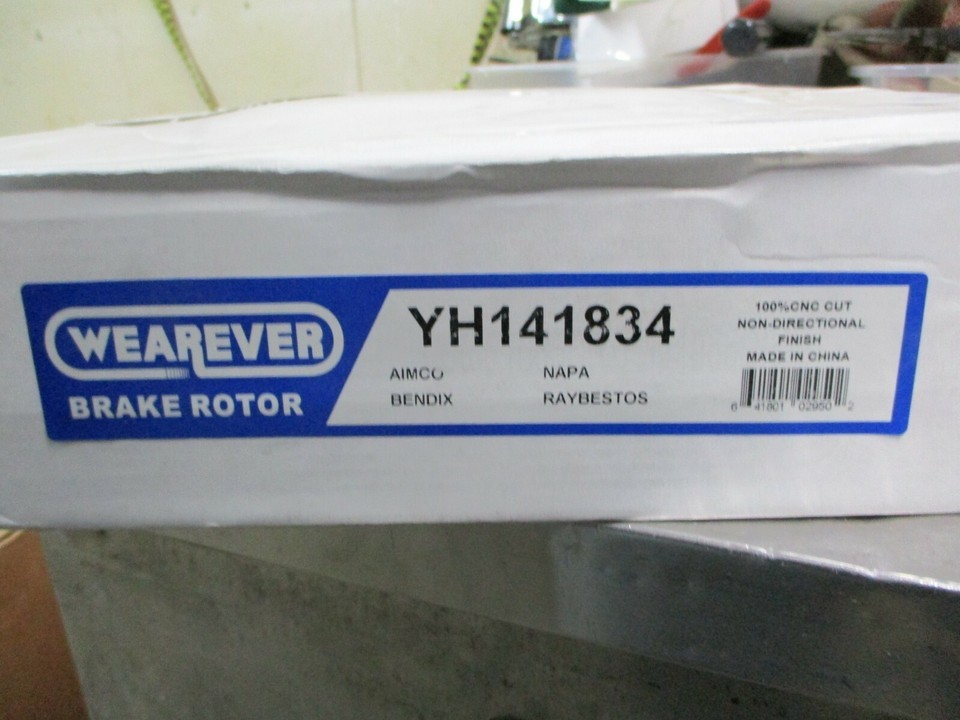 WEAREVER
BRAKE ROTOR
YH141834
AIMCO NAPA
BENDIX RAYBESTOS
100%CNC CUT
NON-DIRECTIONAL
FINISH
MADE IN CHINA
6 41801 02950 2